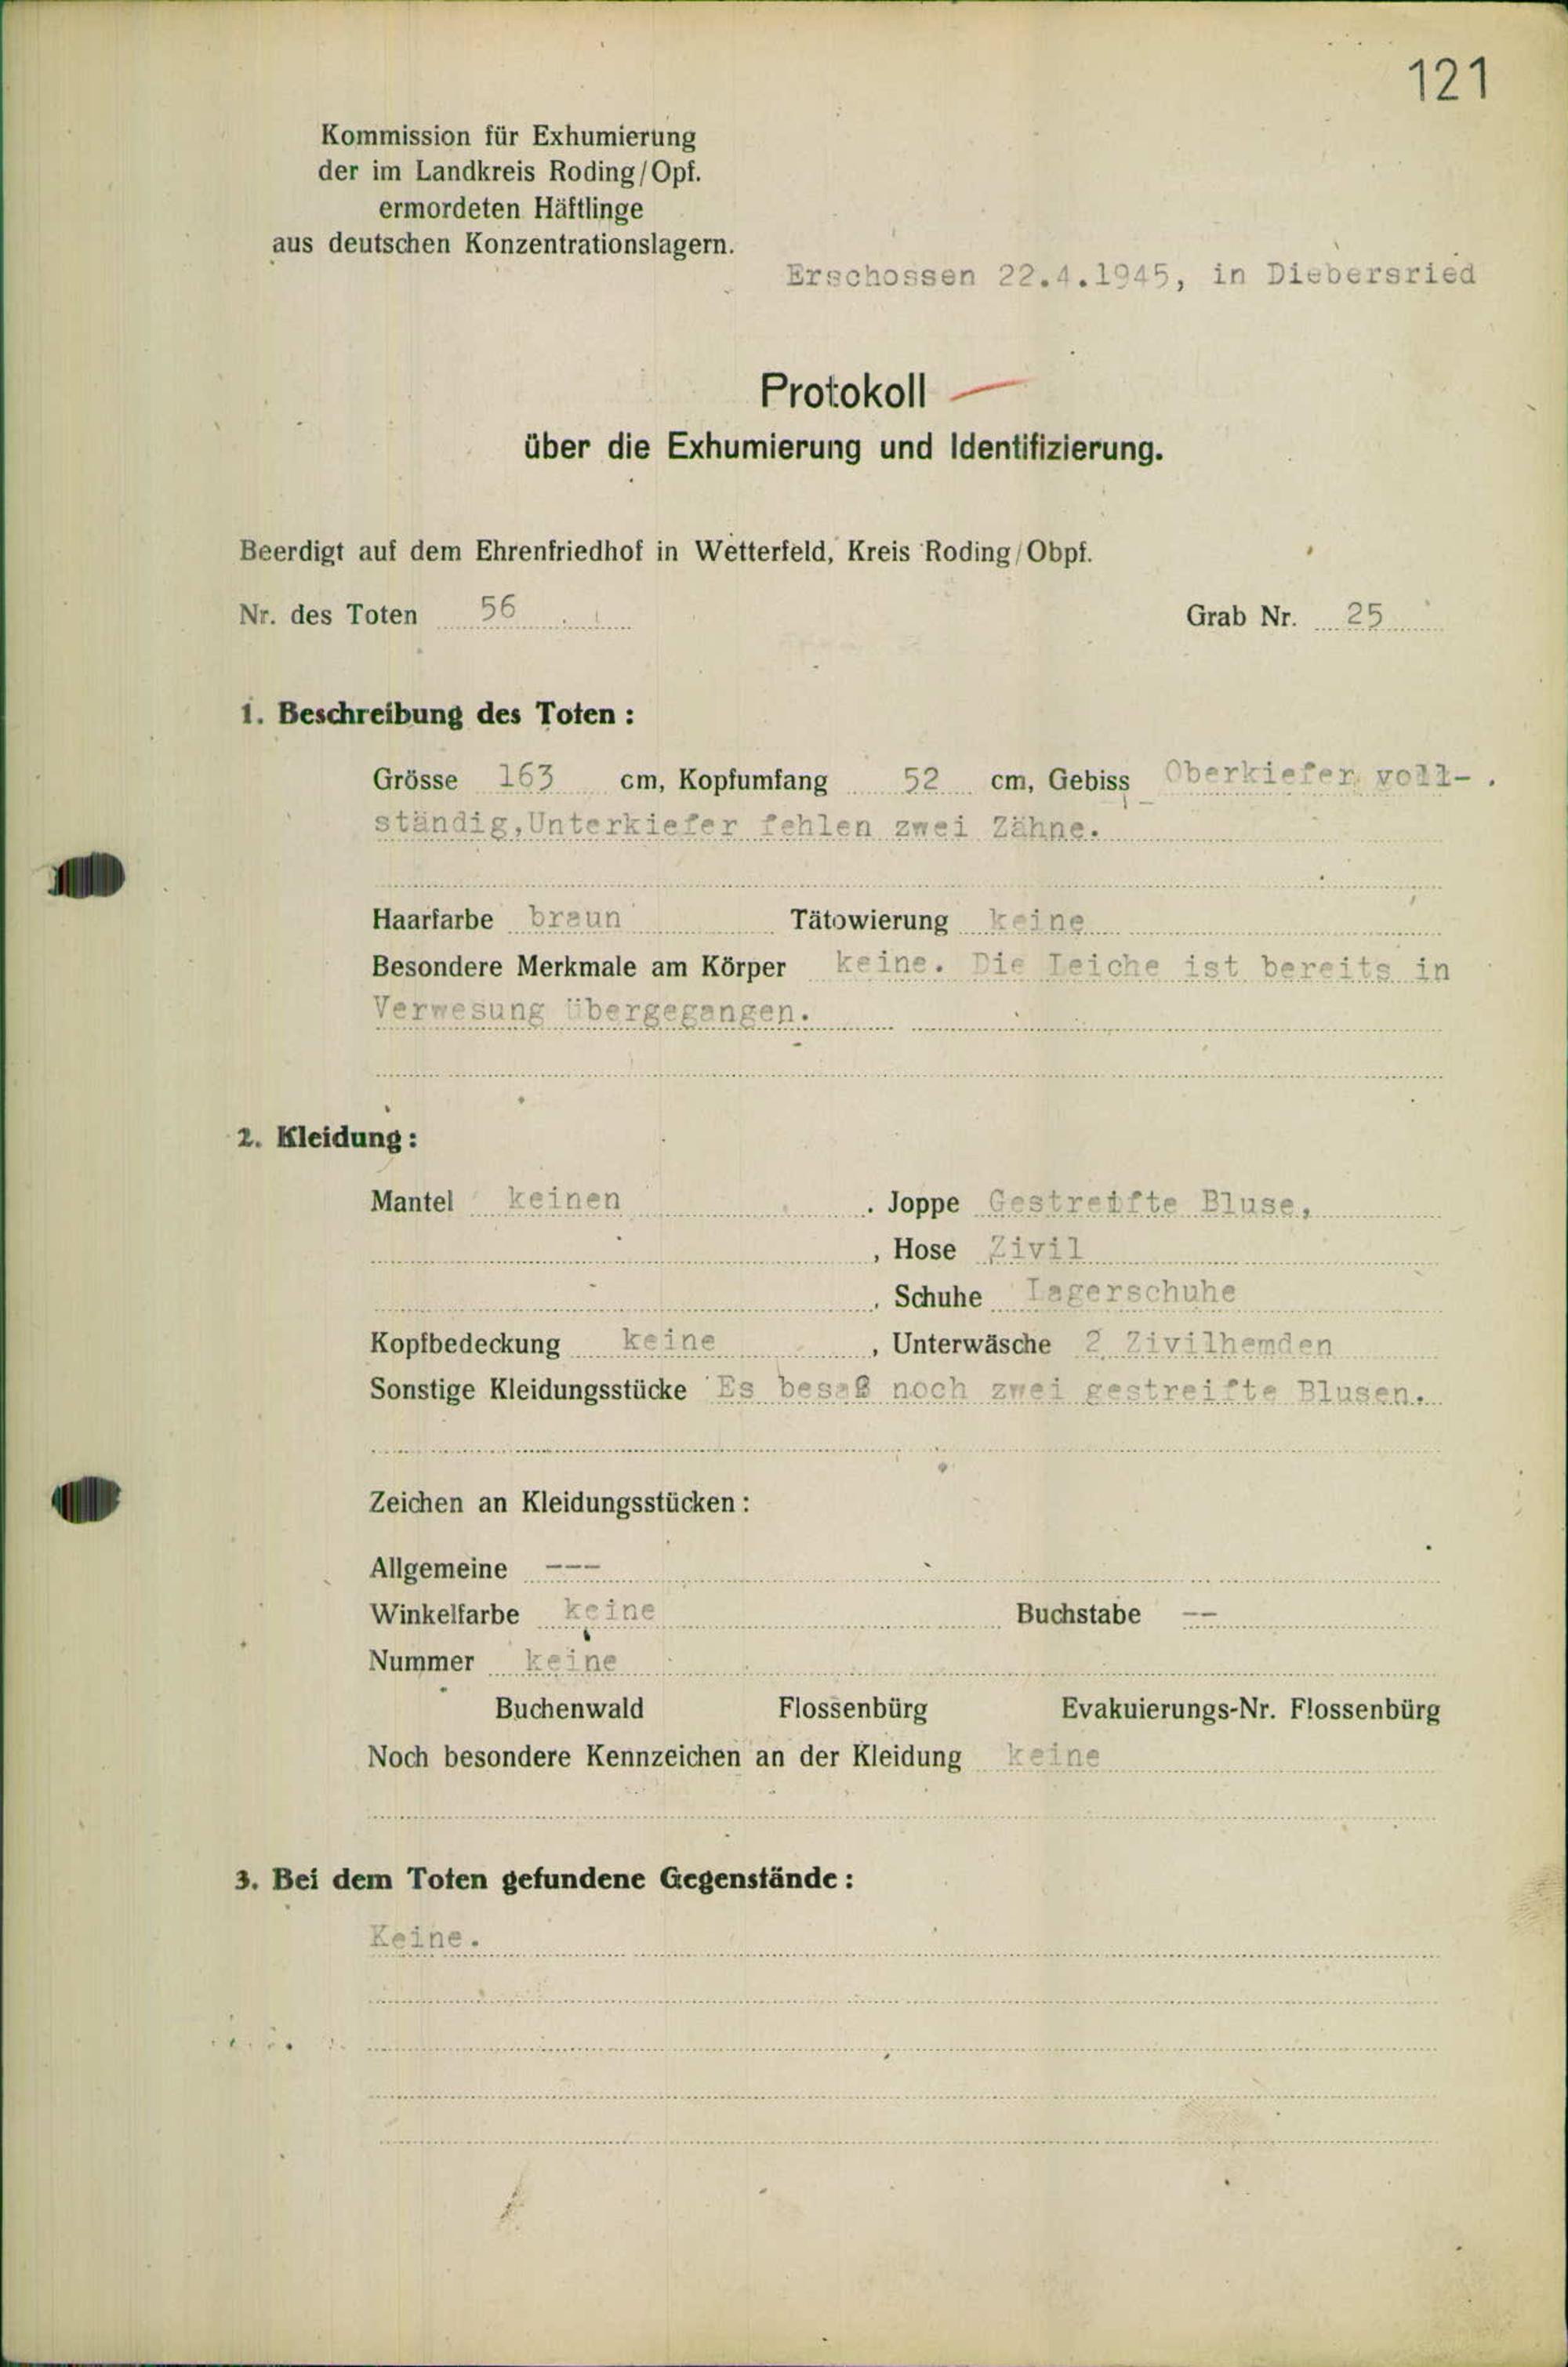 121
Kommission für Exhumierung
der im Landkreis Roding/Opf.
ermordeten Häftlinge
aus deutschen Konzentrationslagern.
Erschossen 22.4.1945, in Diebersried
Protokoll
über die Exhumierung und Identifizierung.
Beerdigt auf dem Ehrenfriedhof in Wetterfeld, Kreis Roding/Obpf.
Nr. des Toten 56 Grab Nr. 25
1. Beschreibung des Toten:
Grösse 163 cm, Kopfumfang 52 cm, Gebiss Oberkiefer voll-
ständig,Unterkiefer fehlen zwei Zähne.
Haarfarbe braun Tätowierung keine
Besondere Merkmale am Körper keine. Die Leiche ist bereits in
Verwesung übergegangen.
2. Kleidung:
Mantel keinen . Joppe Gestreifte Bluse,
, Hose Zivil
, Schuhe Lagerschuhe
Kopfbedeckung keine , Unterwäsche 2 Zivilhemden
Sonstige Kleidungsstücke Es besaß noch zwei gestreifte Blusen.
Zeichen an Kleidungsstücken:
Allgemeine ---
Winkelfarbe keine Buchstabe --
Nummer keine
Buchenwald Flossenbürg Evakuierungs-Nr. Flossenbürg
Noch besondere Kennzeichen an der Kleidung keine
3. Bei dem Toten gefundene Gegenstände:
Keine.